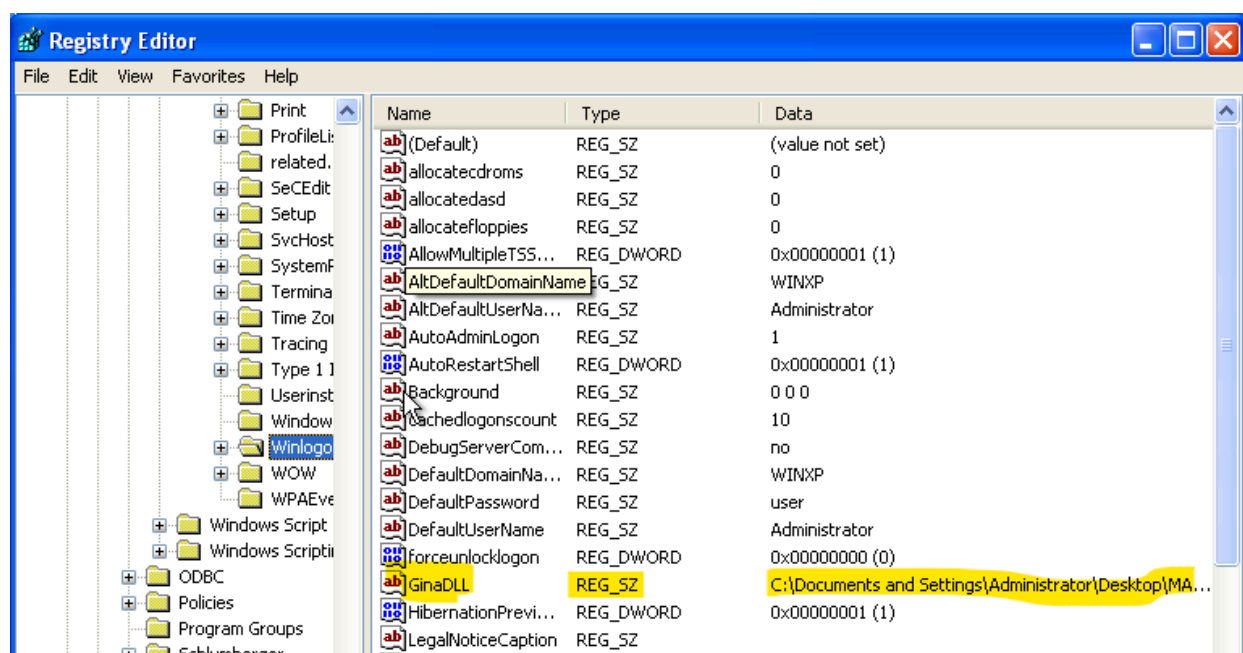 Registry Editor
File Edit View Favorites Help
Print
ProfileLi
related.
SeCEdit
Setup
SvcHost
SystemF
Termina
Time Zo
Tracing
Type 1
Userinst
Window
Winlogo
WOW
WPAEve
Windows Script
Windows Scriptin
ODBC
Policies
Program Groups
Schlumberger
Name Type Data
(Default) REG_SZ (value not set)
allocatecdroms REG_SZ 0
allocatedasd REG_SZ 0
allocatefloppies REG_SZ 0
AllowMultipleTSS... REG_DWORD 0x00000001 (1)
AltDefaultDomainName EG_SZ WINXP
AltDefaultUserNa... REG_SZ Administrator
AutoAdminLogon REG_SZ 1
AutoRestartShell REG_DWORD 0x00000001 (1)
Background REG_SZ 0 0 0
cachedlogonscount REG_SZ 10
DebugServerCom... REG_SZ no
DefaultDomainNa... REG_SZ WINXP
DefaultPassword REG_SZ user
DefaultUserName REG_SZ Administrator
forceunlocklogon REG_DWORD 0x00000000 (0)
GinaDLL REG_SZ C:\Documents and Settings\Administrator\Desktop\MA...
HibernationPrevi... REG_DWORD 0x00000001 (1)
LegalNoticeCaption REG_SZ